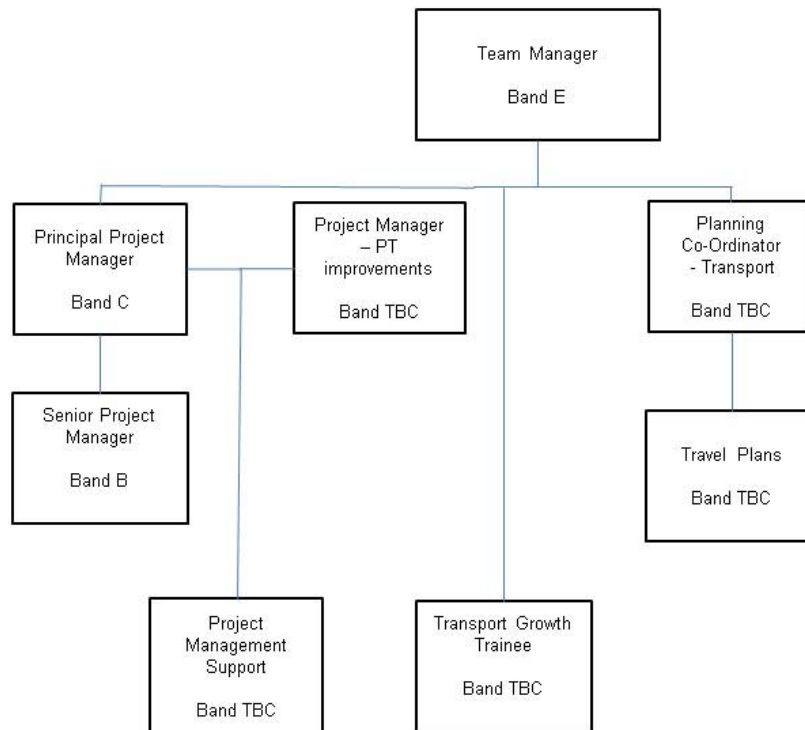 Team Manager
Band E
Principal Project
Manager
Band C
Project Manager
– PT
improvements
Band TBC
Planning
Co-Ordinator
- Transport
Band TBC
Senior Project
Manager
Band B
Travel Plans
Band TBC
Project
Management
Support
Band TBC
Transport Growth
Trainee
Band TBC